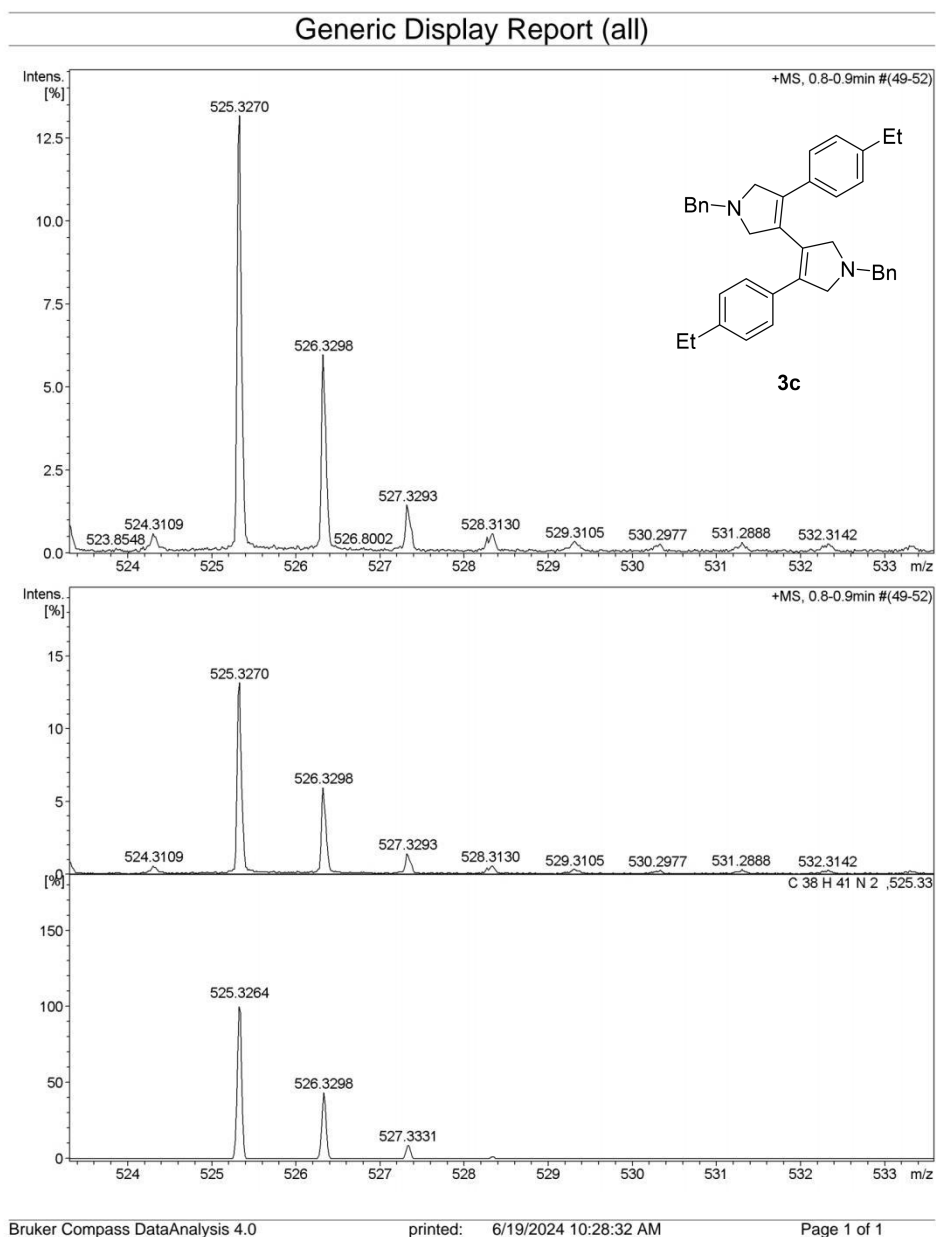 Generic Display Report (all)
Intens.
[%]
+MS, 0.8-0.9min #(49-52)
525.3270
12.5
10.0
7.5
526.3298
5.0
2.5
527.3293
523.8548
524.3109
526.8002
528.3130
529.3105
530.2977
531.2888
532.3142
0.0
524 525 526 527 528 529 530 531 532 533 m/z
Et
Bn N
N Bn
Et
3c
Intens.
[%]
+MS, 0.8-0.9min #(49-52)
15
525.3270
10
526.3298
5
527.3293
524.3109
528.3130
529.3105
530.2977
531.2888
532.3142
0
[%]
C 38 H 41 N 2 ,525.33
150
525.3264
100
50
526.3298
527.3331
0
524 525 526 527 528 529 530 531 532 533 m/z
Bruker Compass DataAnalysis 4.0 printed: 6/19/2024 10:28:32 AM Page 1 of 1